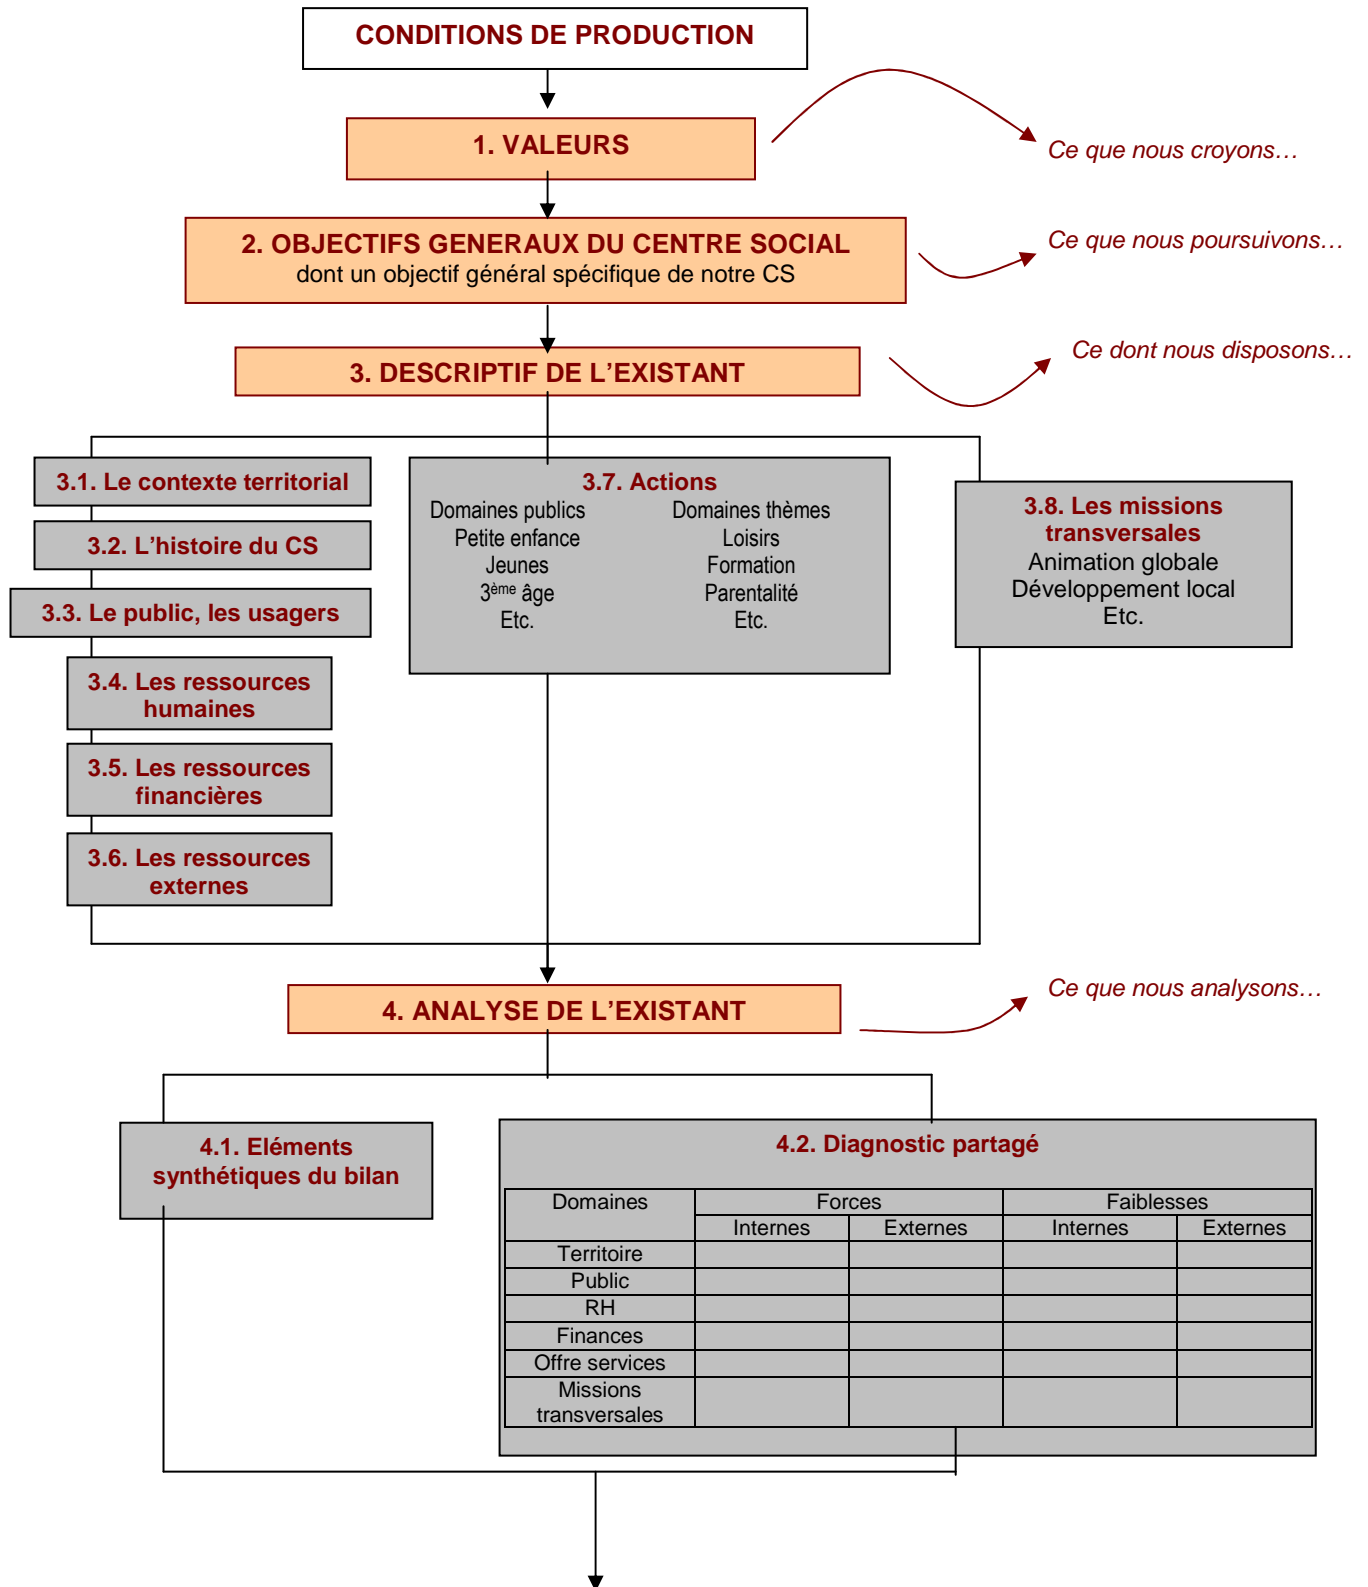 CONDITIONS DE PRODUCTION
1. VALEURS
Ce que nous croyons…
2. OBJECTIFS GENERAUX DU CENTRE SOCIAL
dont un objectif général spécifique de notre CS
Ce que nous poursuivons…
3. DESCRIPTIF DE L’EXISTANT
Ce dont nous disposons…
3.1. Le contexte territorial
3.2. L’histoire du CS
3.3. Le public, les usagers
3.4. Les ressources
humaines
3.5. Les ressources
financières
3.6. Les ressources
externes
3.7. Actions
Domaines publics
Petite enfance
Jeunes
3ème âge
Etc.
Domaines thèmes
Loisirs
Formation
Parentalité
Etc.
3.8. Les missions
transversales
Animation globale
Développement local
Etc.
4. ANALYSE DE L’EXISTANT
Ce que nous analysons…
4.1. Eléments
synthétiques du bilan
4.2. Diagnostic partagé
Domaines Forces Faiblesses
Internes Externes Internes Externes
Territoire
Public
RH
Finances
Offre services
Missions
transversales